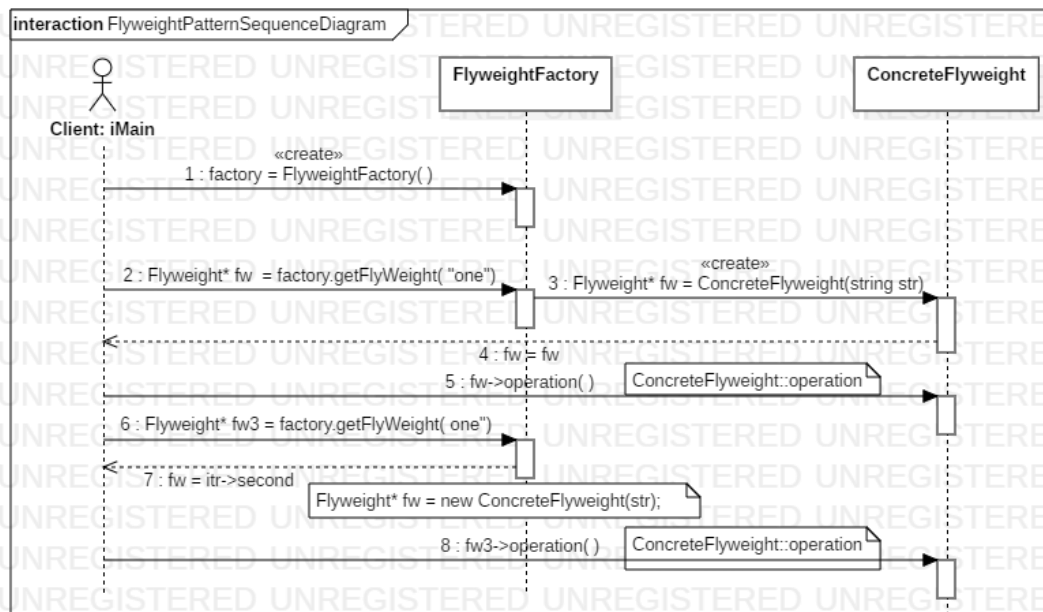 interaction FlyweightPatternSequenceDiagram
FlyweightFactory
ConcreteFlyweight
Client: iMain
«create»
1 : factory = FlyweightFactory( )
2 : Flyweight* fw = factory.getFlyWeight( "one")
«create»
3 : Flyweight* fw = ConcreteFlyweight(string str)
4 : fw = fw
5 : fw->operation( )
ConcreteFlyweight::operation
6 : Flyweight* fw3 = factory.getFlyWeight( one")
7 : fw = itr->second
Flyweight* fw = new ConcreteFlyweight(str);
8 : fw3->operation( )
ConcreteFlyweight::operation
UNREGISTERED